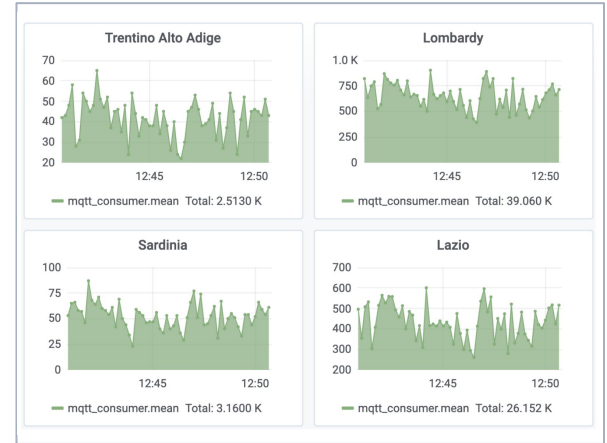 Trentino Alto Adige
70
60
50
40
30
20
12:45 12:50
mqtt_consumer.mean Total: 2.5130 K
Lombardy
1.0 K
750
500
250
0
12:45 12:50
mqtt_consumer.mean Total: 39.060 K
Sardinia
100
75
50
25
0
12:45 12:50
mqtt_consumer.mean Total: 3.1600 K
Lazio
700
600
500
400
300
200
12:45 12:50
mqtt_consumer.mean Total: 26.152 K